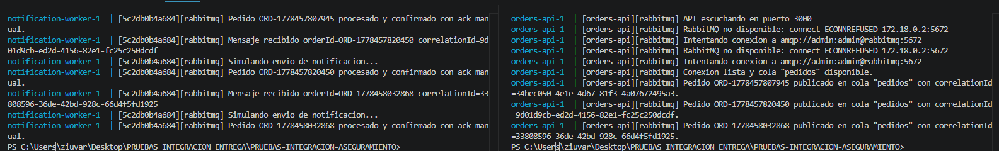 notification-worker-1  | [5c2db0b4a684][rabbitmq] Pedido ORD-1778457807945 procesado y confirmado con ack man
ual.
notification-worker-1  | [5c2db0b4a684][rabbitmq] Mensaje recibido orderId=ORD-1778457820450 correlationId=9d
01d9cb-ed2d-4156-82e1-fc25c250dcdf
notification-worker-1  | [5c2db0b4a684][rabbitmq] Simulando envio de notificacion...
notification-worker-1  | [5c2db0b4a684][rabbitmq] Pedido ORD-1778457820450 procesado y confirmado con ack man
ual.
notification-worker-1  | [5c2db0b4a684][rabbitmq] Mensaje recibido orderId=ORD-1778458032868 correlationId=33
808596-36de-42bd-928c-66d4f5fd1925
notification-worker-1  | [5c2db0b4a684][rabbitmq] Simulando envio de notificacion...
notification-worker-1  | [5c2db0b4a684][rabbitmq] Pedido ORD-1778458032868 procesado y confirmado con ack man
ual.
PS C:\Users\ziuvar\Desktop\PRUEBAS INTEGRACION ENTREGA\PRUEBAS-INTEGRACION-ASEGURAMIENTO>
orders-api-1  | [orders-api][rabbitmq] API escuchando en puerto 3000
orders-api-1  | [orders-api][rabbitmq] RabbitMQ no disponible: connect ECONNREFUSED 172.18.0.2:5672
orders-api-1  | [orders-api][rabbitmq] Intentando conexion a amqp://admin:admin@rabbitmq:5672
orders-api-1  | [orders-api][rabbitmq] RabbitMQ no disponible: connect ECONNREFUSED 172.18.0.2:5672
orders-api-1  | [orders-api][rabbitmq] Intentando conexion a amqp://admin:admin@rabbitmq:5672
orders-api-1  | [orders-api][rabbitmq] Conexion lista y cola "pedidos" disponible.
orders-api-1  | [orders-api][rabbitmq] Pedido ORD-1778457807945 publicado en cola "pedidos" con correlationId
=34bec050-4e1e-4d67-81f3-4a07672495a3.
orders-api-1  | [orders-api][rabbitmq] Pedido ORD-1778457820450 publicado en cola "pedidos" con correlationId
=9d01d9cb-ed2d-4156-82e1-fc25c250dcdf.
orders-api-1  | [orders-api][rabbitmq] Pedido ORD-1778458032868 publicado en cola "pedidos" con correlationId
=33808596-36de-42bd-928c-66d4f5fd1925.
PS C:\Users\ziuvar\Desktop\PRUEBAS INTEGRACION ENTREGA\PRUEBAS-INTEGRACION-ASEGURAMIENTO>